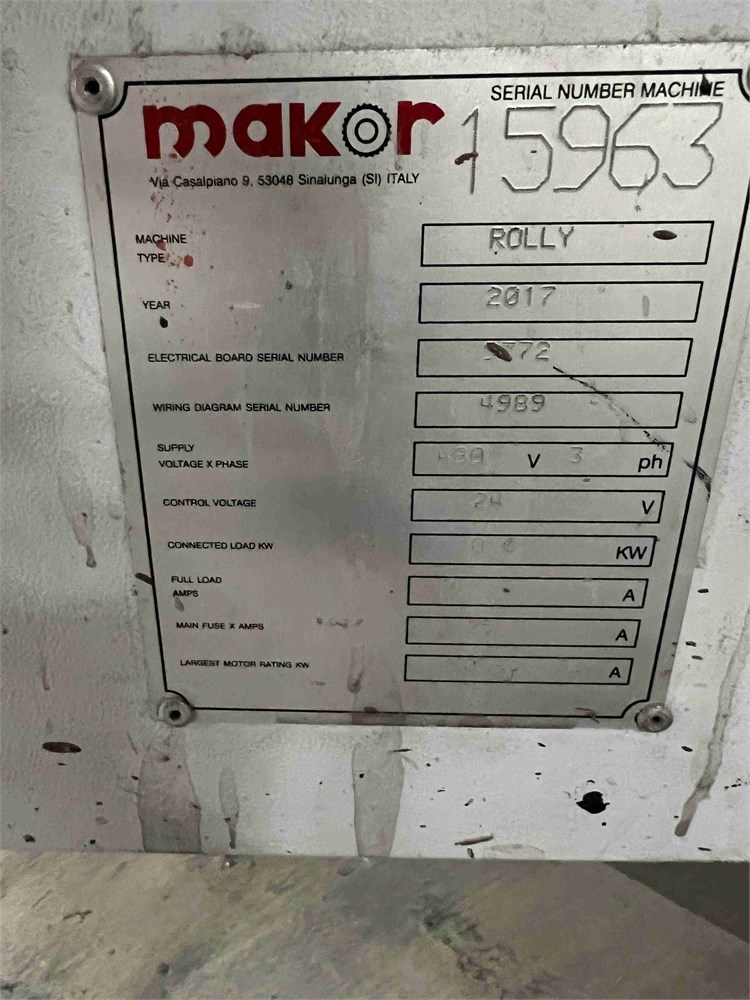 makor
SERIAL NUMBER MACHINE
15963
Via Casalpiano 9, 53048 Sinalunga (SI) ITALY
MACHINE
TYPE
ROLLY
YEAR
2017
ELECTRICAL BOARD SERIAL NUMBER
WIRING DIAGRAM SERIAL NUMBER
4989
SUPPLY
VOLTAGE X PHASE
V 3 ph
CONTROL VOLTAGE
24 V
CONNECTED LOAD KW
KW
FULL LOAD
AMPS
A
MAIN FUSE X AMPS
A
LARGEST MOTOR RATING KW
A